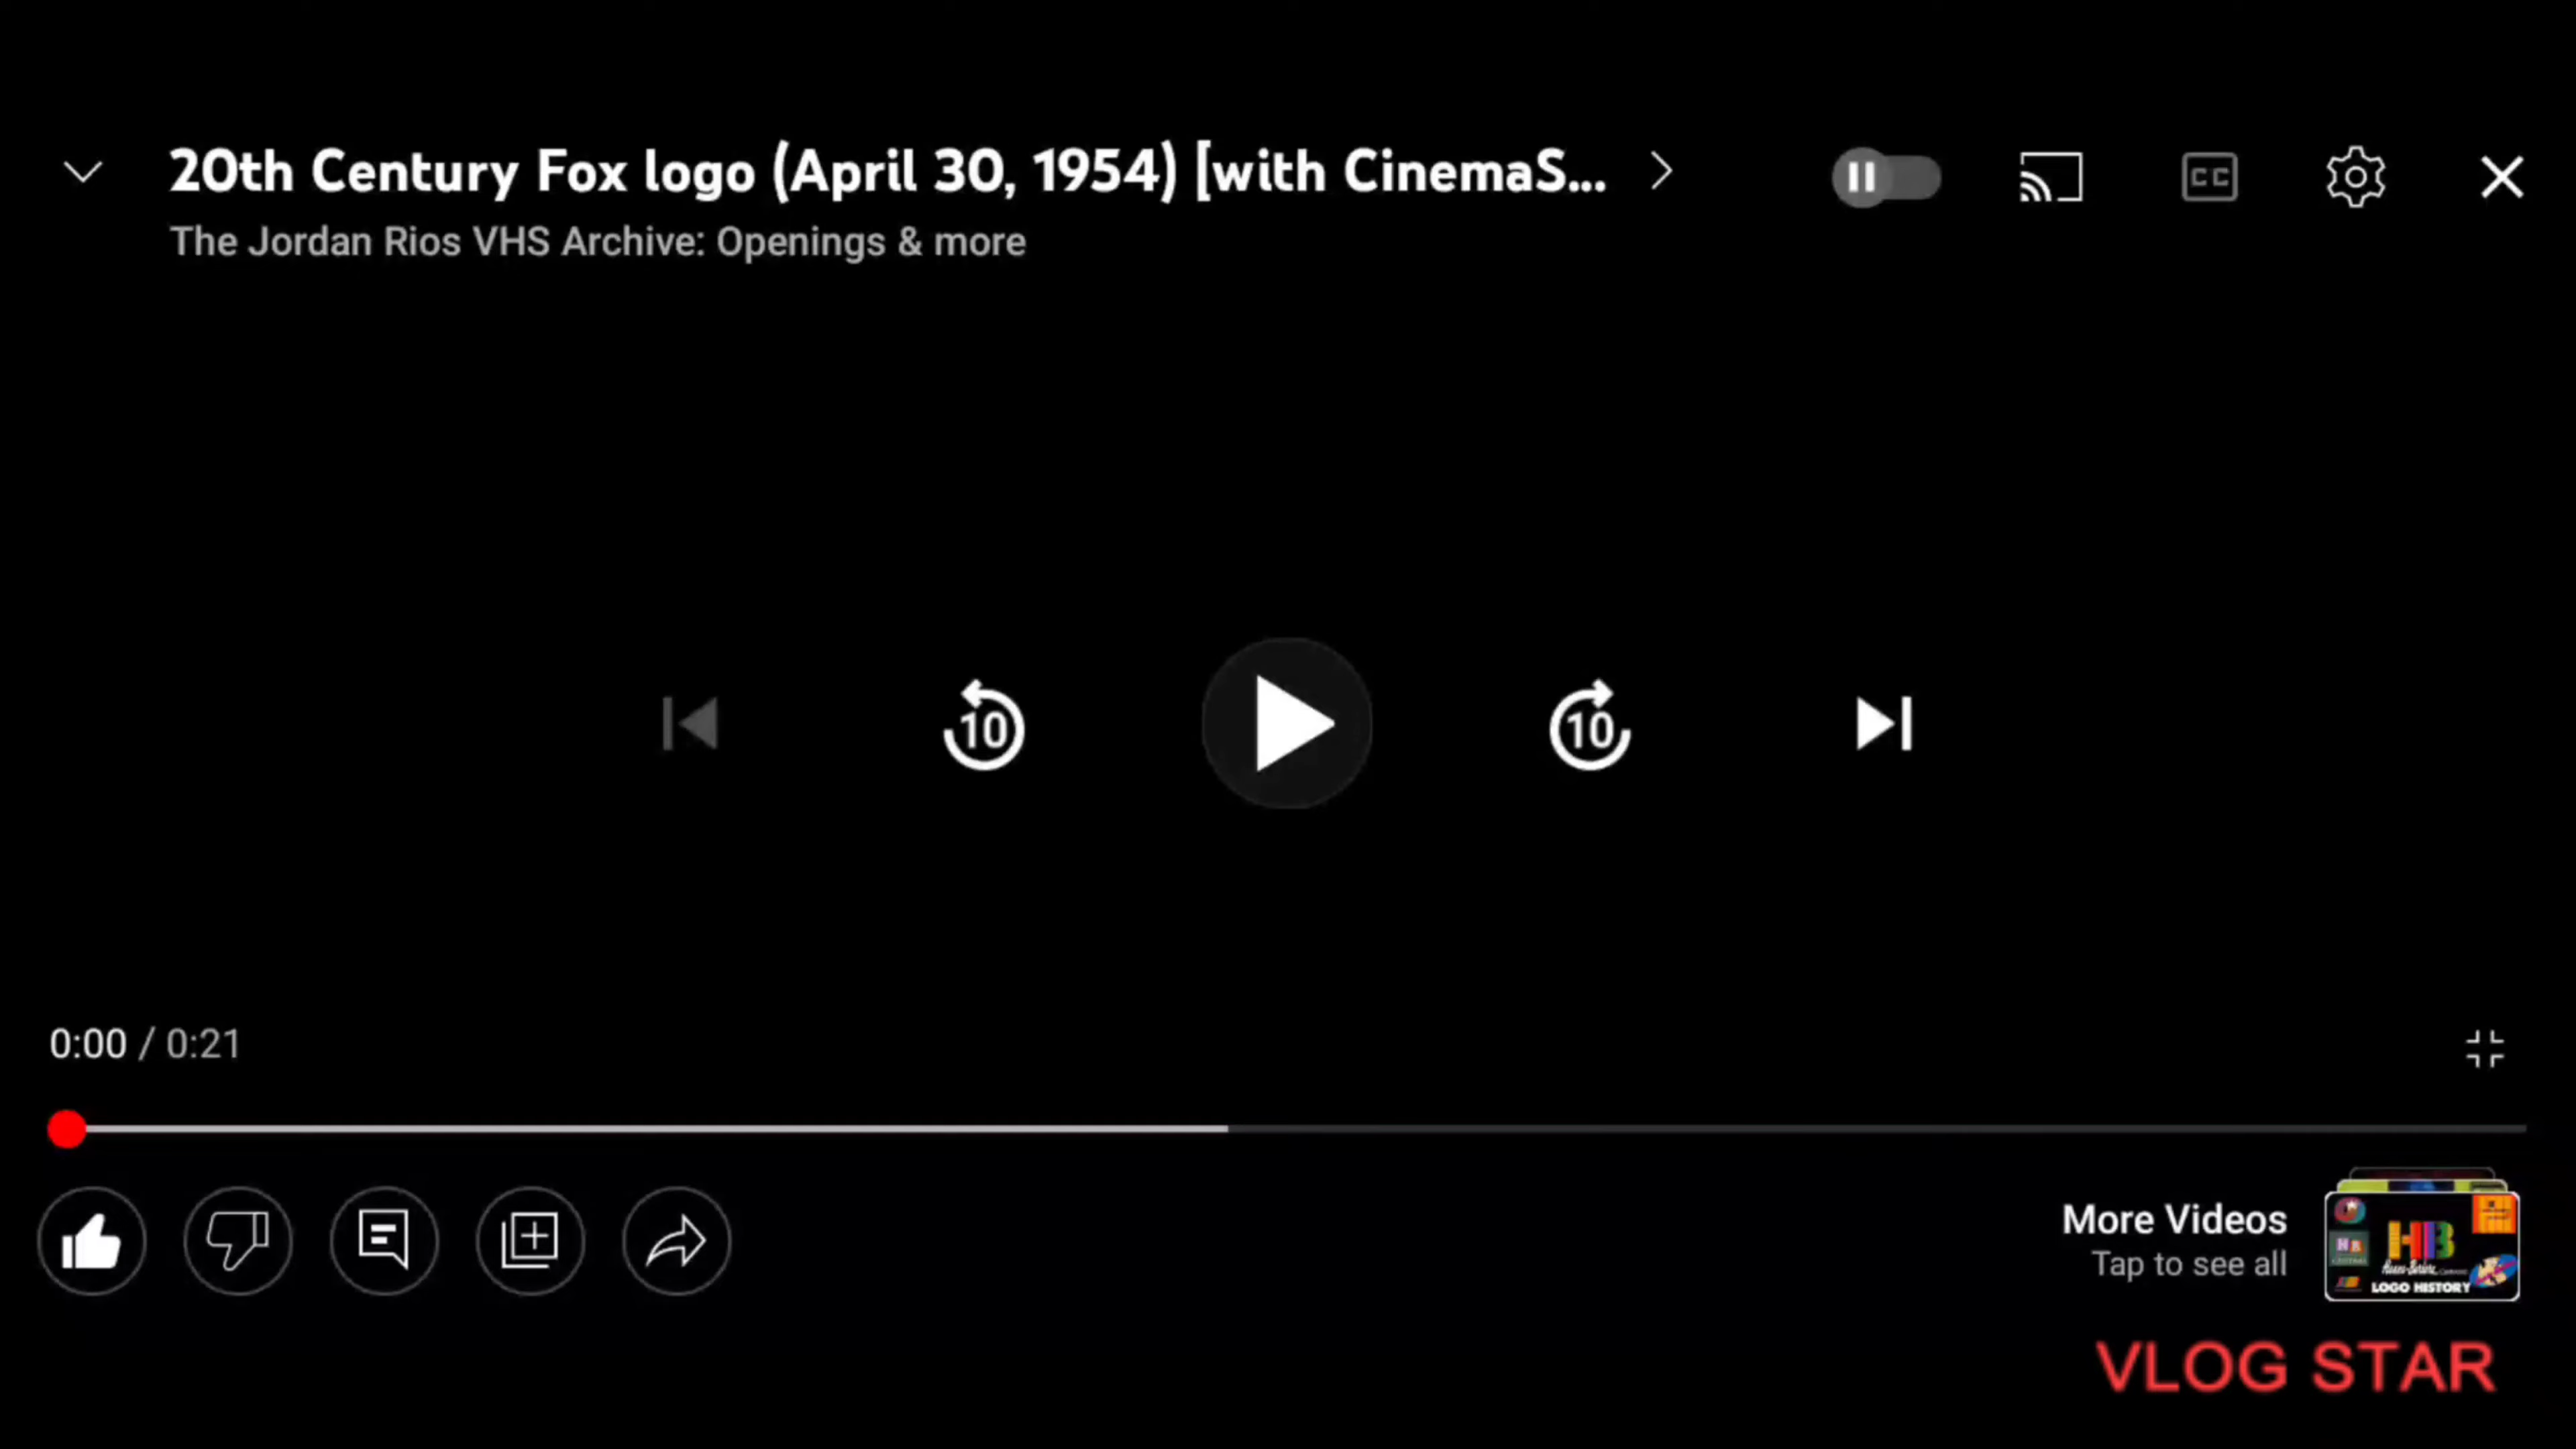 20th Century Fox logo (April 30, 1954) [with CinemaS...
The Jordan Rios VHS Archive: Openings & more
CC
10
10
0:00 / 0:21
More Videos
Tap to see all
HB
LOGO HISTORY
VLOG STAR